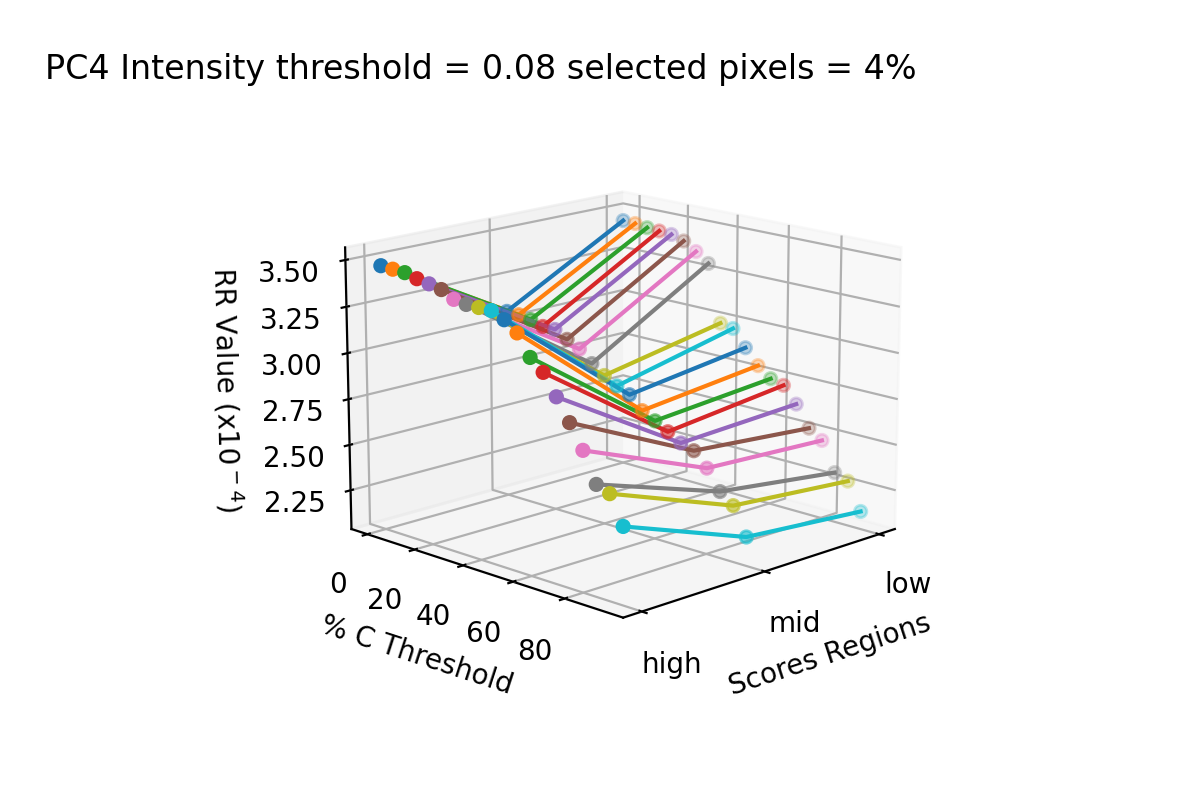 PC4 Intensity threshold = 0.08 selected pixels = 4%
3.50
3.25
3.00
2.75
2.50
2.25
RR Value (x10⁻⁴)
0
20
40
60
80
% C Threshold
high
mid
low
Scores Regions